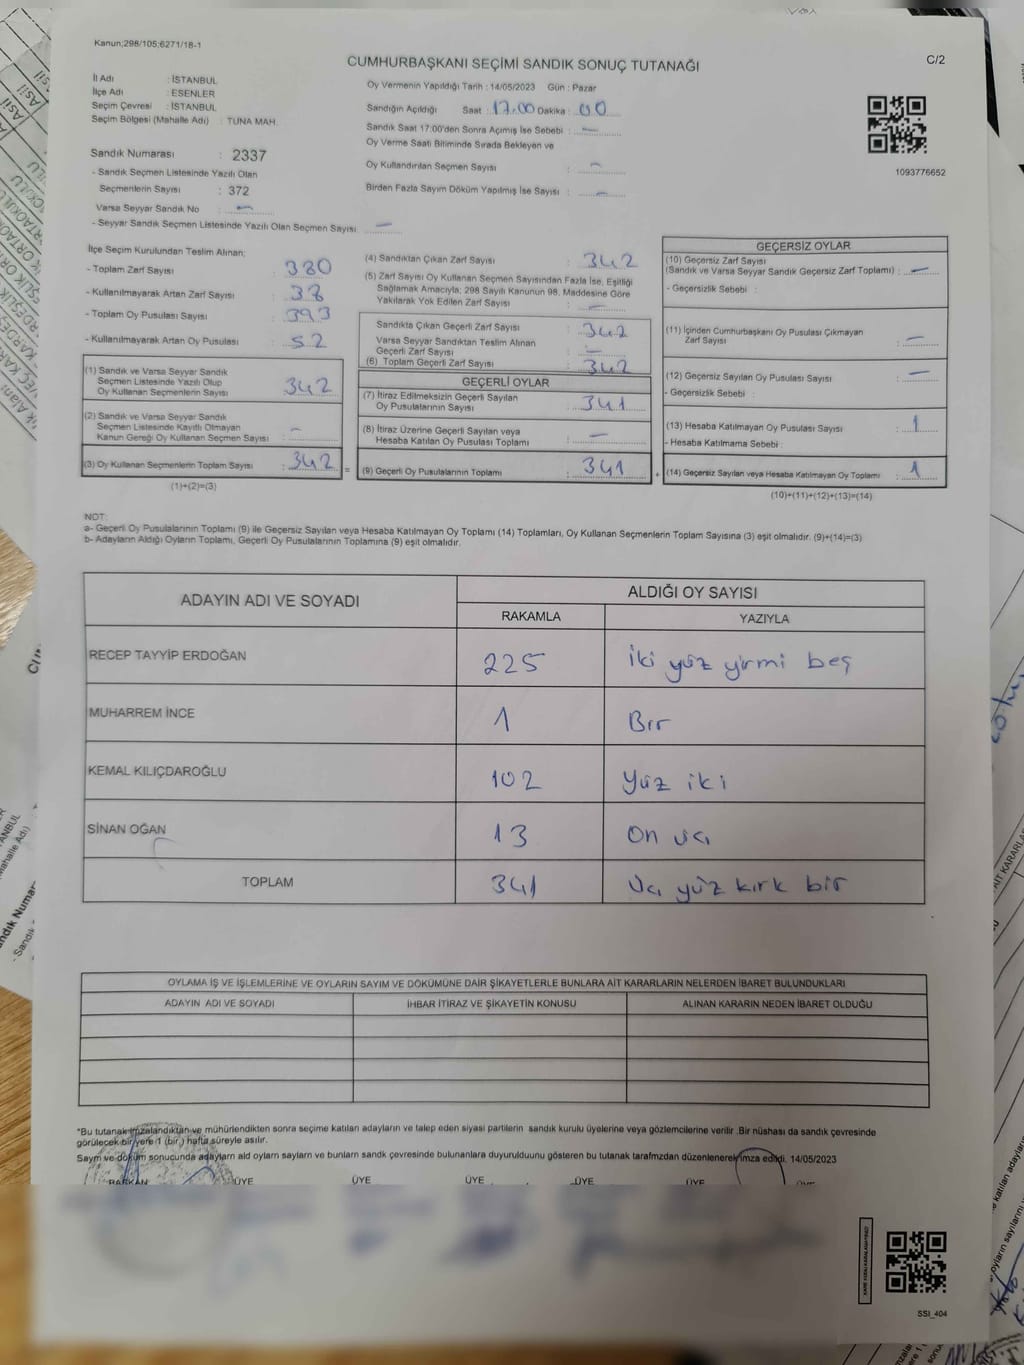 Kanun;298/105;6271/18-1
CUMHURBAŞKANI SEÇİMİ SANDIK SONUÇ TUTANAĞI
C/2
İl Adı : İSTANBUL
İlçe Adı : ESENLER
Seçim Çevresi : İSTANBUL
Seçim Bölgesi (Mahalle Adı) : TUNA MAH.
Sandık Numarası : 2337
- Sandık Seçmen Listesinde Yazılı Olan
Seçmenlerin Sayısı : 372
Varsa Seyyar Sandık No : —
- Seyyar Sandık Seçmen Listesinde Yazılı Olan Seçmen Sayısı : —
Oy Vermenin Yapıldığı Tarih : 14/05/2023 Gün : Pazar
Sandığın Açıldığı Saat : 17.00 Dakika : 00
Sandık Saat 17:00'den Sonra Açımış İse Sebebi : —
Oy Verme Saati Bitiminde Sırada Bekleyen ve
Oy Kullandırılan Seçmen Sayısı : —
Birden Fazla Sayım Döküm Yapılmış İse Sayısı : —
1093776652
İlçe Seçim Kurulundan Teslim Alınan;
- Toplam Zarf Sayısı : 380
- Kullanılmayarak Artan Zarf Sayısı : 38
- Toplam Oy Pusulası Sayısı : 393
- Kullanılmayarak Artan Oy Pusulası : 52
(1) Sandık ve Varsa Seyyar Sandık
Seçmen Listesinde Yazılı Olup
Oy Kullanan Seçmenlerin Sayısı : 342
(2) Sandık ve Varsa Seyyar Sandık
Seçmen Listesinde Kayıtlı Olmayan
Kanun Gereği Oy Kullanan Seçmen Sayısı : —
(3) Oy Kullanan Seçmenlerin Toplam Sayısı : 342
(1)+(2)=(3)
(4) Sandıktan Çıkan Zarf Sayısı : 342
(5) Zarf Sayısı Oy Kullanan Seçmen Sayısından Fazla İse, Eşitliği
Sağlamak Amacıyla; 298 Sayılı Kanunun 98. Maddesine Göre
Yakılarak Yok Edilen Zarf Sayısı : —
Sandıkta Çıkan Geçerli Zarf Sayısı : 342
Varsa Seyyar Sandıktan Teslim Alınan
Geçerli Zarf Sayısı : —
(6) Toplam Geçerli Zarf Sayısı : 342
GEÇERLİ OYLAR
(7) İtiraz Edilmeksizin Geçerli Sayılan
Oy Pusulalarının Sayısı : 341
(8) İtiraz Üzerine Geçerli Sayılan veya
Hesaba Katılan Oy Pusulası Toplamı : —
= (9) Geçerli Oy Pusulalarının Toplamı : 341
GEÇERSİZ OYLAR
(10) Geçersiz Zarf Sayısı
(Sandık ve Varsa Seyyar Sandık Geçersiz Zarf Toplamı) : —
- Geçersizlik Sebebi :
(11) İçinden Cumhurbaşkanı Oy Pusulası Çıkmayan
Zarf Sayısı : —
(12) Geçersiz Sayılan Oy Pusulası Sayısı : —
- Geçersizlik Sebebi :
(13) Hesaba Katılmayan Oy Pusulası Sayısı : 1
- Hesaba Katılmama Sebebi :
+ (14) Geçersiz Sayılan veya Hesaba Katılmayan Oy Toplamı : 1
(10)+(11)+(12)+(13)=(14)
NOT:
a- Geçerli Oy Pusulalarının Toplamı (9) ile Geçersiz Sayılan veya Hesaba Katılmayan Oy Toplamı (14) Toplamları, Oy Kullanan Seçmenlerin Toplam Sayısına (3) eşit olmalıdır. (9)+(14)=(3)
b- Adayların Aldığı Oyların Toplamı, Geçerli Oy Pusulalarının Toplamına (9) eşit olmalıdır.
ADAYIN ADI VE SOYADI
ALDIĞI OY SAYISI
RAKAMLA YAZIYLA
RECEP TAYYİP ERDOĞAN 225 iki yüz yirmi beş
MUHARREM İNCE 1 Bir
KEMAL KILIÇDAROĞLU 102 Yüz iki
SİNAN OĞAN 13 On üç
TOPLAM 341 Üç yüz kırk bir
OYLAMA İŞ VE İŞLEMLERİNE VE OYLARIN SAYIM VE DÖKÜMÜNE DAİR ŞİKAYETLERLE BUNLARA AİT KARARLARIN NELERDEN İBARET BULUNDUKLARI
ADAYIN ADI VE SOYADI İHBAR İTİRAZ VE ŞİKAYETİN KONUSU ALINAN KARARIN NEDEN İBARET OLDUĞU
*Bu tutanak imzalandıktan ve mühürlendikten sonra seçime katılan adayların ve talep eden siyasi partilerin sandık kurulu üyelerine veya gözlemcilerine verilir .Bir nüshası da sandık çevresinde
görülecek bir yere 1 (bir) hafta süreyle asılır.
Sayım ve döküm sonucunda adayların aldı oyların sayıları ve bunların sandık çevresinde bulunanlara duyurulduunu gösteren bu tutanak tarafmzdan düzenlenerek imza edildi. 14/05/2023
BAŞKAN ÜYE ÜYE ÜYE ÜYE ÜYE
SSI_404